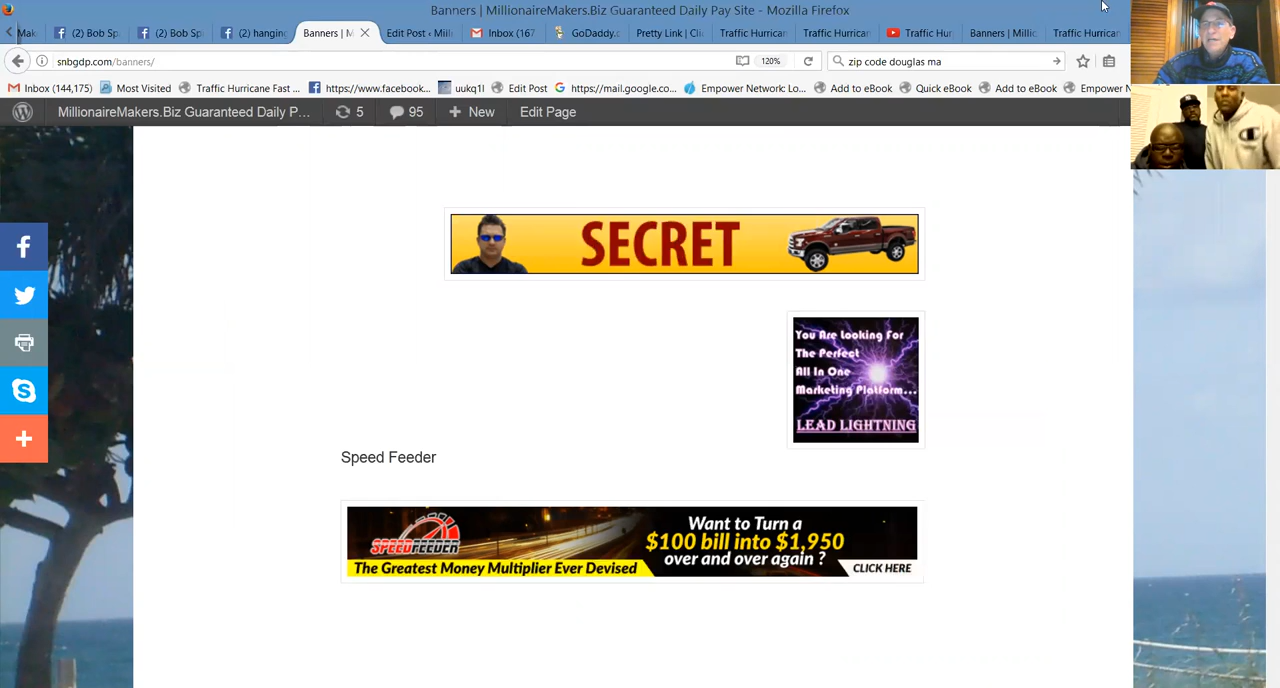 Banners | MillionaireMakers.Biz Guaranteed Daily Pay Site - Mozilla Firefox
Mak
(2) Bob Sp
(2) Bob Sp
(2) hanging
Banners | M
Edit Post ‹ Milli
Inbox (167
GoDaddy.c
Pretty Link | Cli
Traffic Hurrican
Traffic Hurrican
Traffic Hur
Banners | Millic
Traffic Hurrican
snbgdp.com/banners/
120%
zip code douglas ma
Inbox (144,175)
Most Visited
Traffic Hurricane Fast ...
https://www.facebook...
uukq1l
Edit Post
https://mail.google.co...
Empower Network: Lo...
Add to eBook
Quick eBook
Add to eBook
Empower N
MillionaireMakers.Biz Guaranteed Daily P...
5
95
New
Edit Page
SECRET
You Are Looking For
The Perfect
All In One
Marketing Platform...
LEAD LIGHTNING
Speed Feeder
SPEEDFEEDER
The Greatest Money Multiplier Ever Devised
Want to Turn a
$100 bill into $1,950
over and over again ?
CLICK HERE